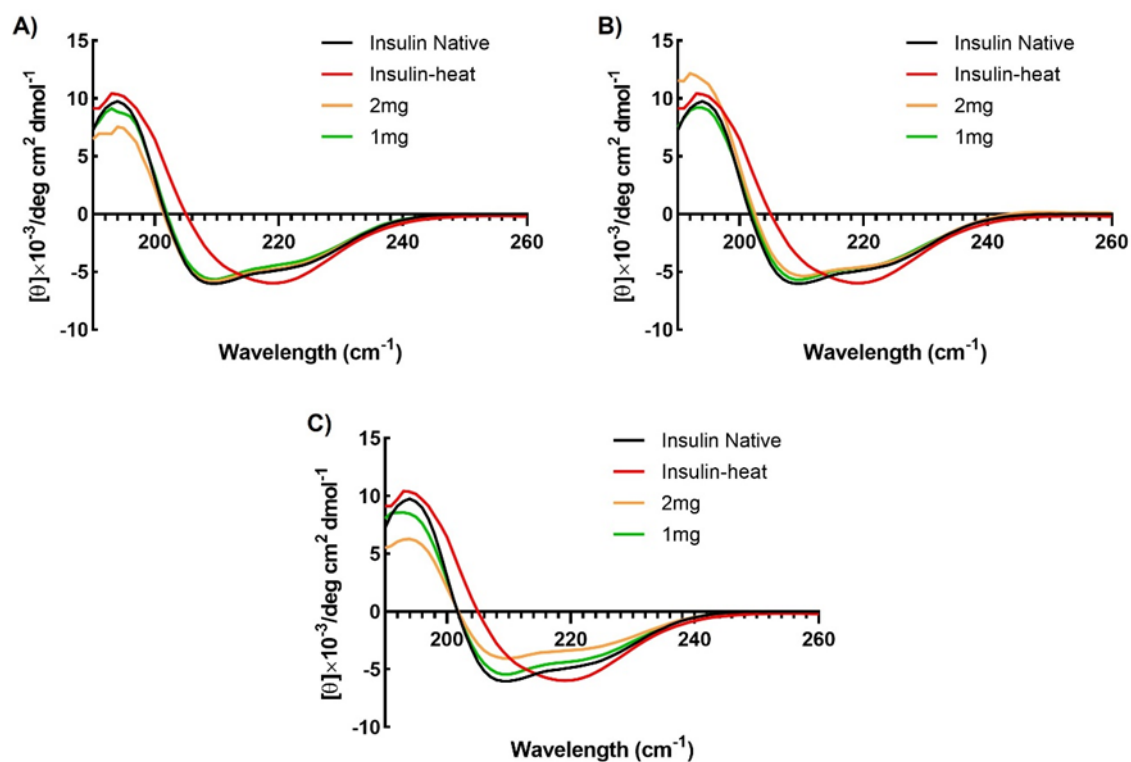 A)
Insulin Native
Insulin-heat
2mg
1mg
15
10
5
0
-5
-10
200
220
240
260
[θ]×10⁻³/deg cm² dmol⁻¹
Wavelength (cm⁻¹)
B)
Insulin Native
Insulin-heat
2mg
1mg
15
10
5
0
-5
-10
200
220
240
260
[θ]×10⁻³/deg cm² dmol⁻¹
Wavelength (cm⁻¹)
C)
Insulin Native
Insulin-heat
2mg
1mg
15
10
5
0
-5
-10
200
220
240
260
[θ]×10⁻³/deg cm² dmol⁻¹
Wavelength (cm⁻¹)